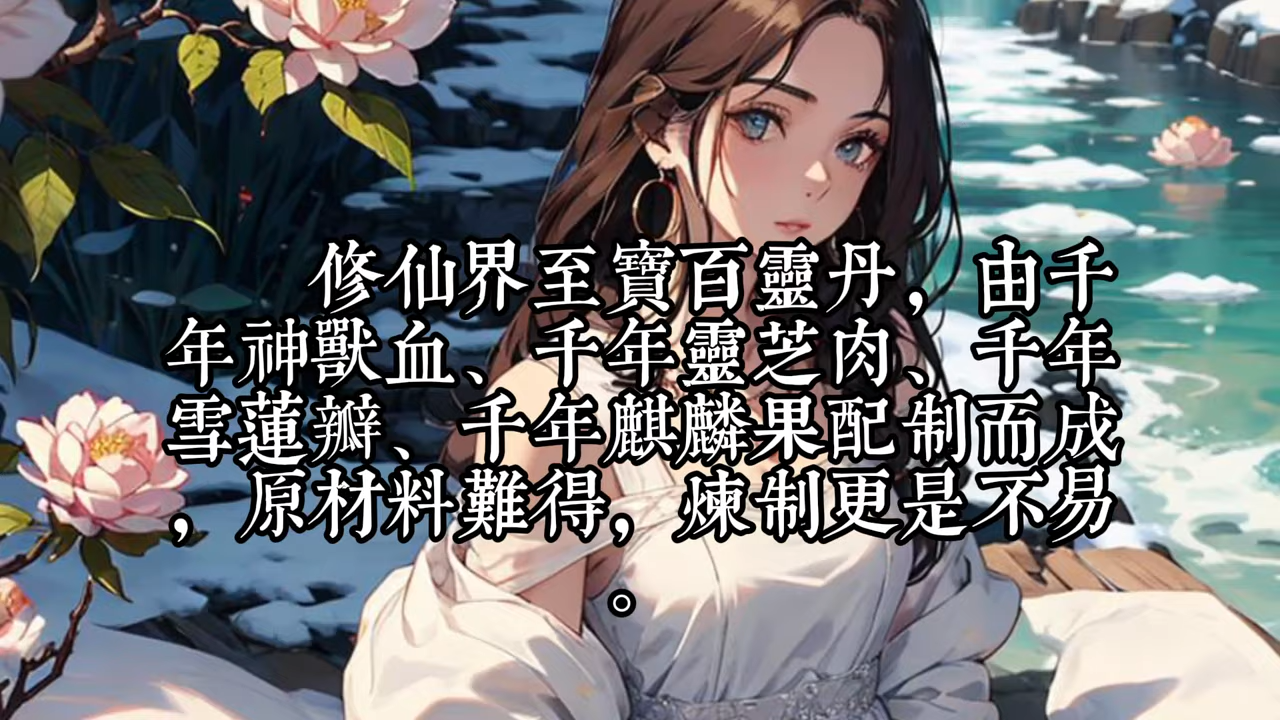 修仙界至寶百靈丹，由千
年神獸血、千年靈芝肉、千年
雪蓮瓣、千年麒麟果配制而成
，原材料難得，煉制更是不易
。